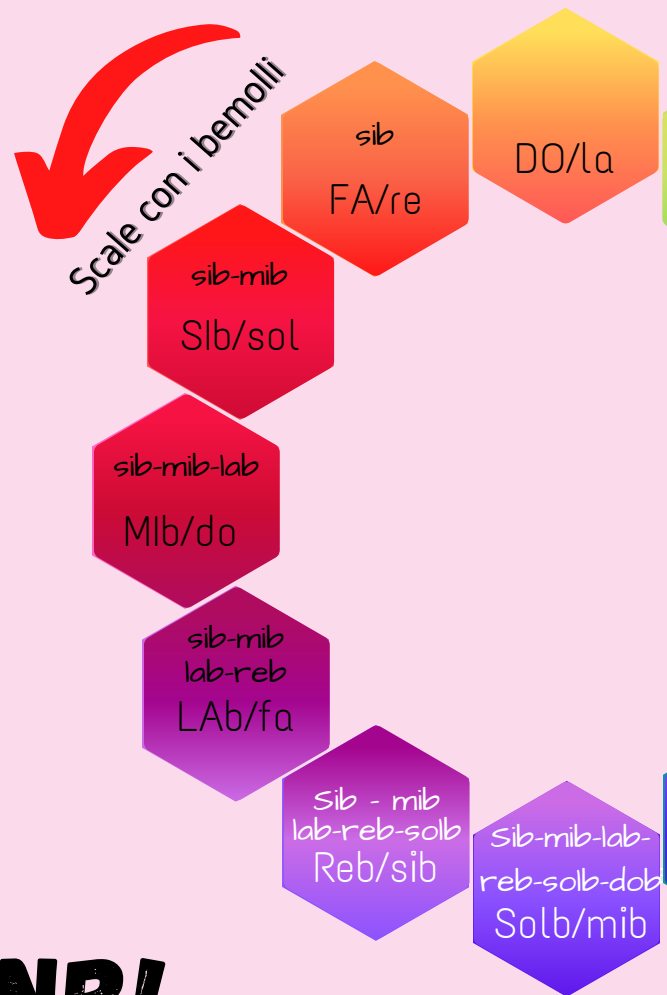 Scale con i bemolli
DO/la
sib
FA/re
sib-mib
SIb/sol
sib-mib-lab
MIb/do
sib-mib
lab-reb
LAb/fa
Sib - mib
lab-reb-solb
Reb/sib
Sib-mib-lab-
reb-solb-dob
Solb/mib